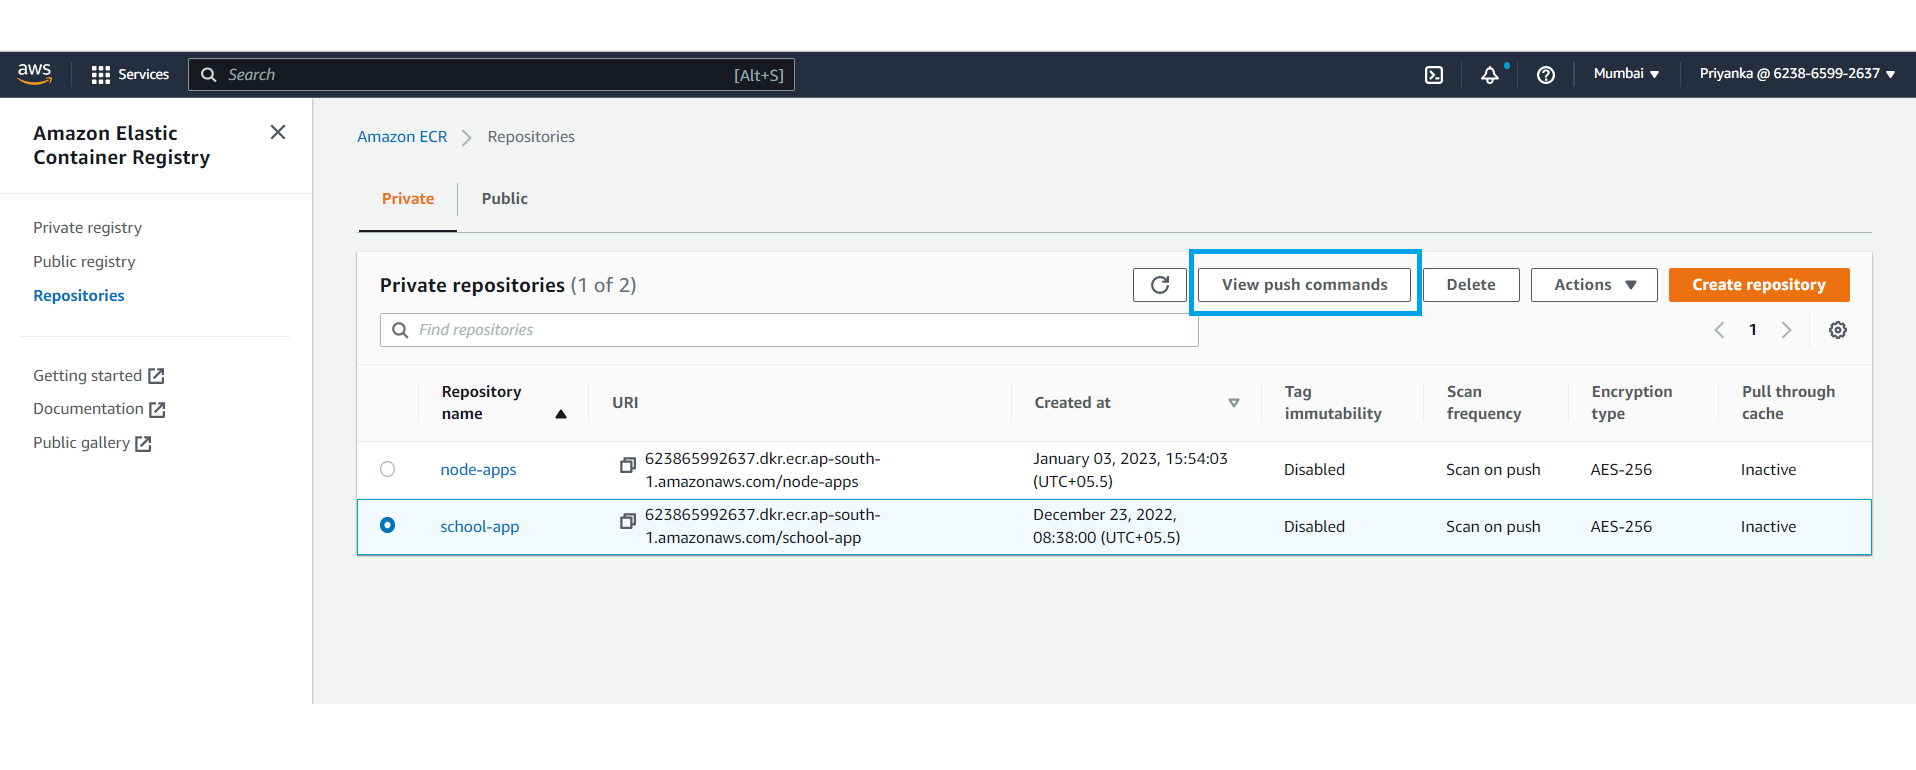 aws Services Search [Alt+S] Mumbai Priyanka @ 6238-6599-2637
Amazon Elastic
Container Registry
Private registry
Public registry
Repositories
Getting started
Documentation
Public gallery
Amazon ECR Repositories
Private Public
Private repositories (1 of 2) View push commands Delete Actions Create repository
Find repositories 1
Repository name URI Created at Tag immutability Scan frequency Encryption type Pull through cache
node-apps 623865992637.dkr.ecr.ap-south- January 03, 2023, 15:54:03 Disabled Scan on push AES-256 Inactive
1.amazonaws.com/node-apps (UTC+05.5)
school-app 623865992637.dkr.ecr.ap-south- December 23, 2022, Disabled Scan on push AES-256 Inactive
1.amazonaws.com/school-app 08:38:00 (UTC+05.5)